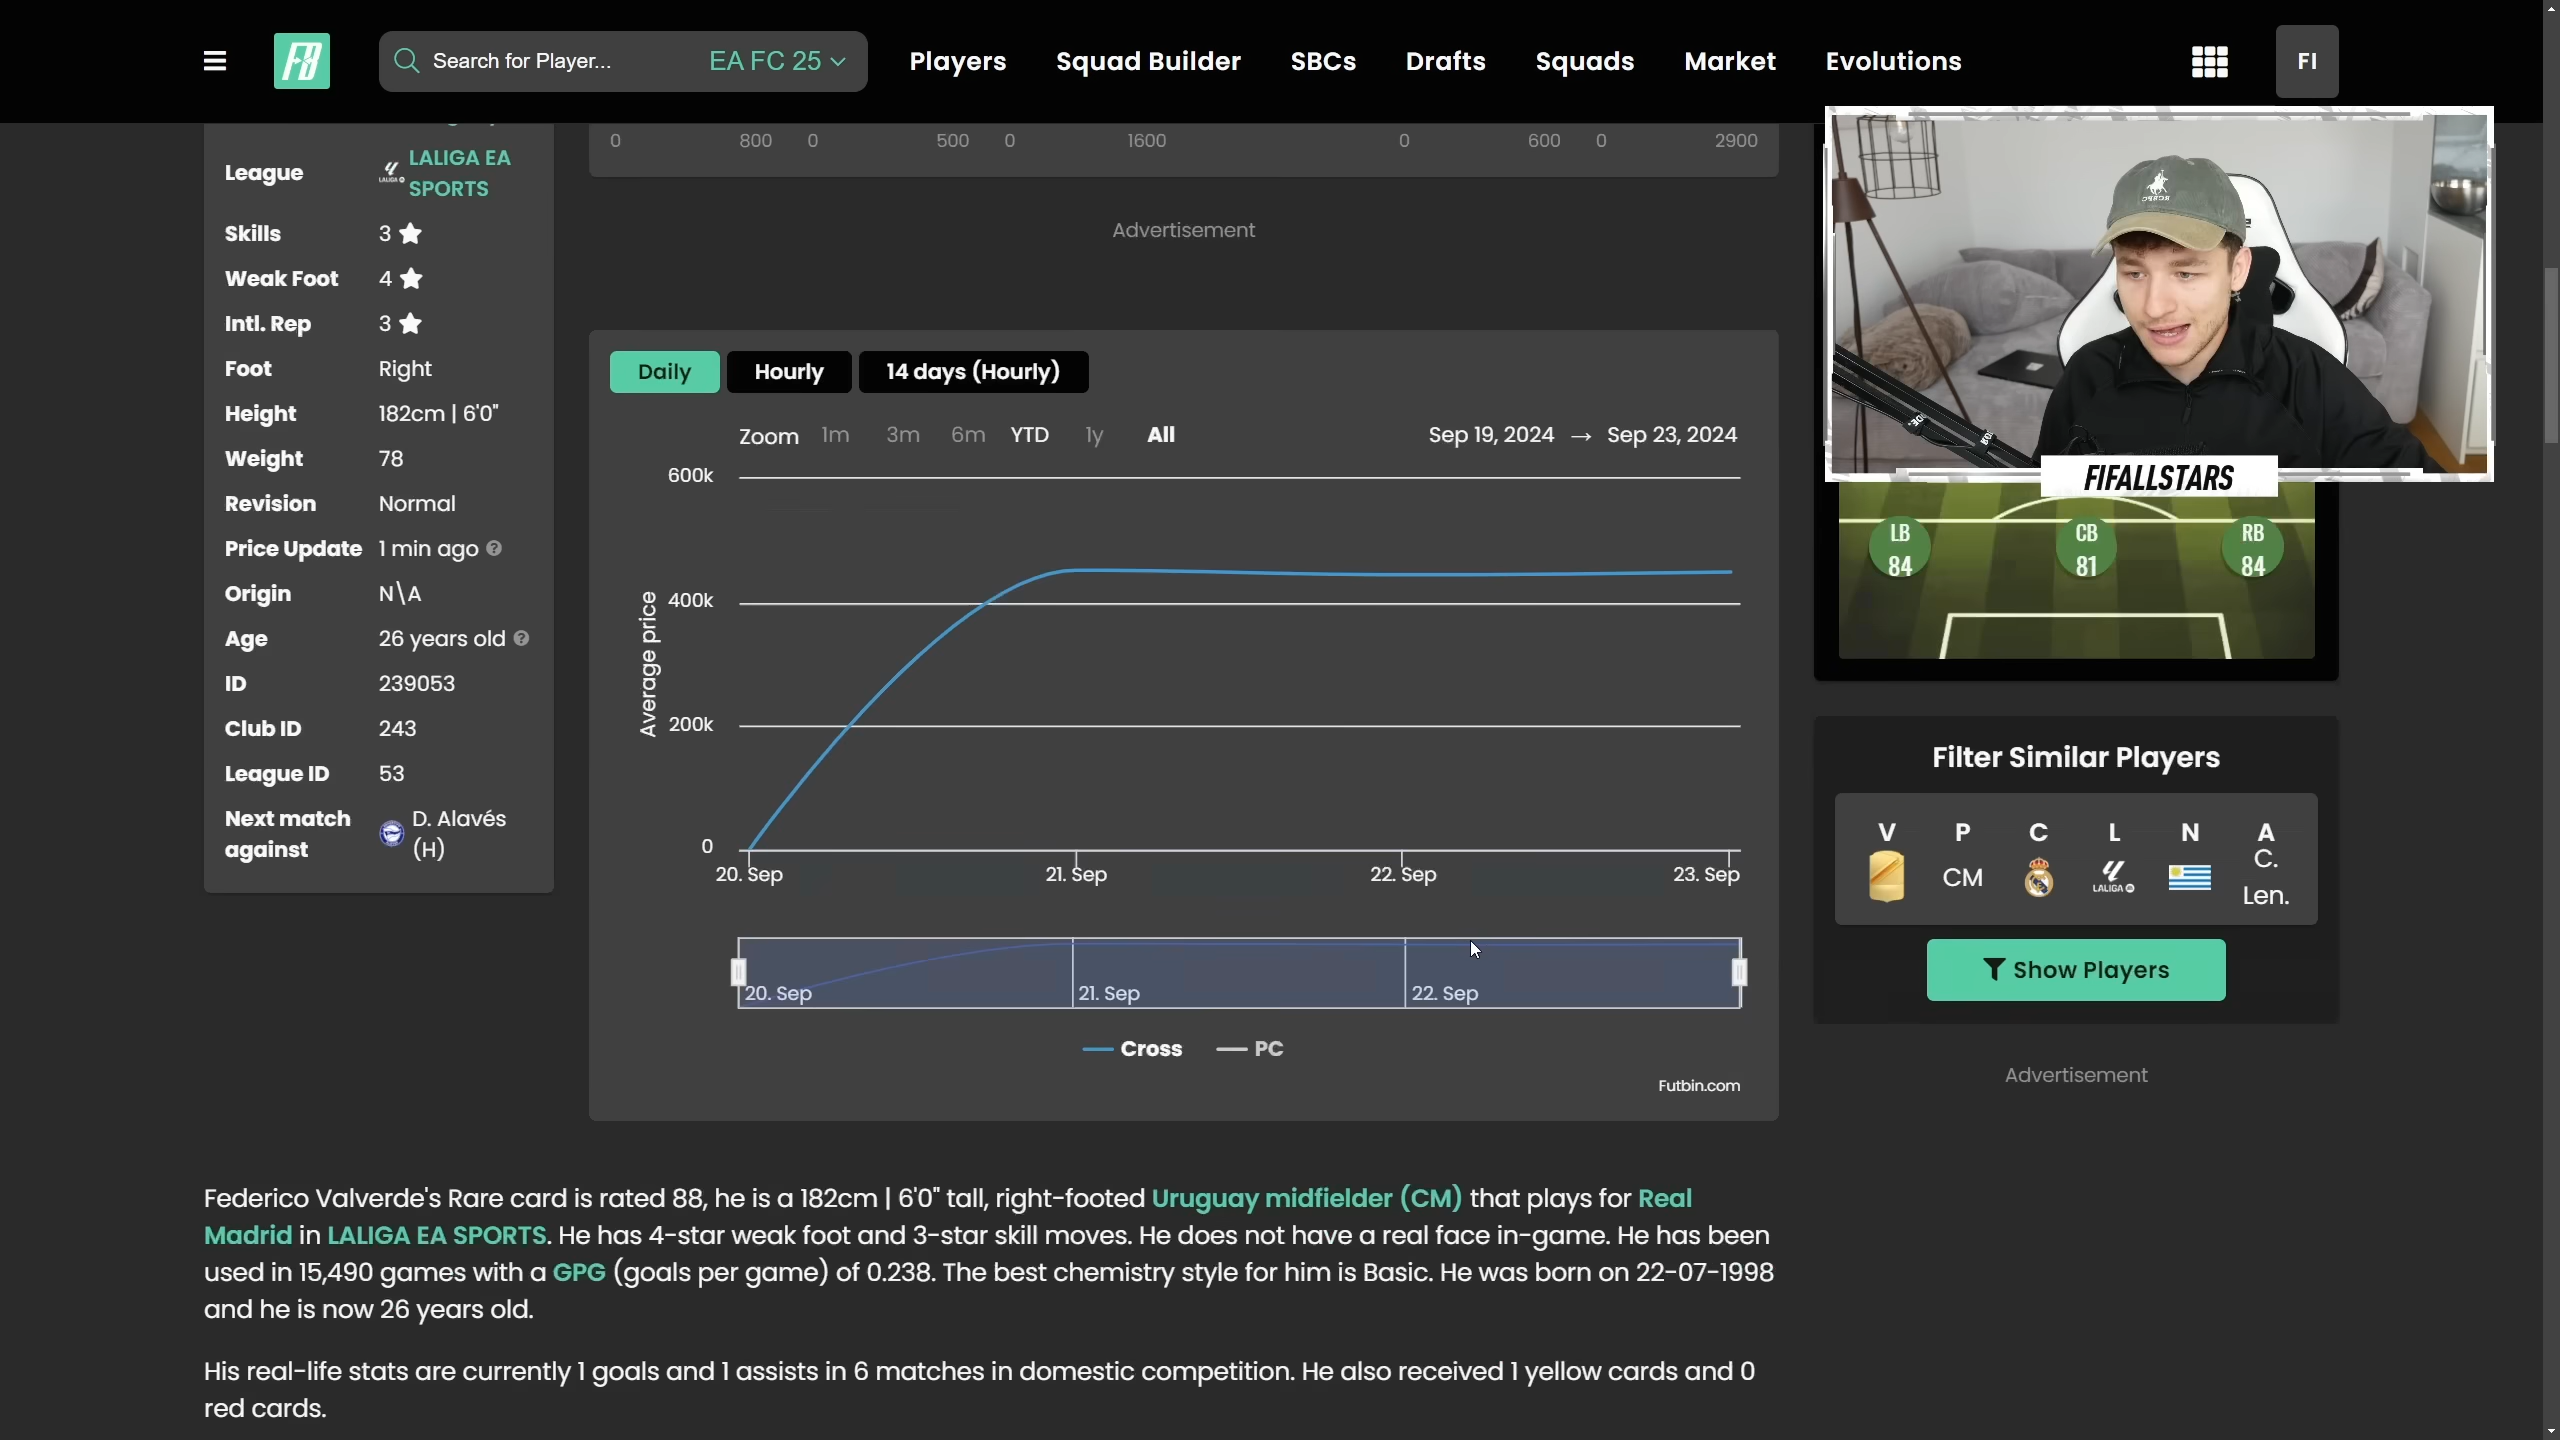 FB
Search for Player...
EA FC 25
Players
Squad Builder
SBCs
Drafts
Squads
Market
Evolutions
FI
League
LALIGA EA
SPORTS
Skills
3
Weak Foot
4
Intl. Rep
3
Foot
Right
Height
182cm | 6'0"
Weight
78
Revision
Normal
Price Update
1 min ago
Origin
N\A
Age
26 years old
ID
239053
Club ID
243
League ID
53
Next match
against
D. Alavés
(H)
0 800 0 500 0 1600 0 600 0 2900
Advertisement
Daily
Hourly
14 days (Hourly)
Zoom 1m 3m 6m YTD 1y All
Sep 19, 2024 → Sep 23, 2024
Average price
600k
400k
200k
0
20. Sep 21. Sep 22. Sep 23. Sep
20. Sep 21. Sep 22. Sep
Cross
PC
Futbin.com
FIFALLSTARS
LB
84
CB
81
RB
84
Filter Similar Players
V P C L N A
CM
LALIGA
C.
Len.
Show Players
Advertisement
Federico Valverde's Rare card is rated 88, he is a 182cm | 6'0" tall, right-footed Uruguay midfielder (CM) that plays for Real
Madrid in LALIGA EA SPORTS. He has 4-star weak foot and 3-star skill moves. He does not have a real face in-game. He has been
used in 15,490 games with a GPG (goals per game) of 0.238. The best chemistry style for him is Basic. He was born on 22-07-1998
and he is now 26 years old.
His real-life stats are currently 1 goals and 1 assists in 6 matches in domestic competition. He also received 1 yellow cards and 0
red cards.